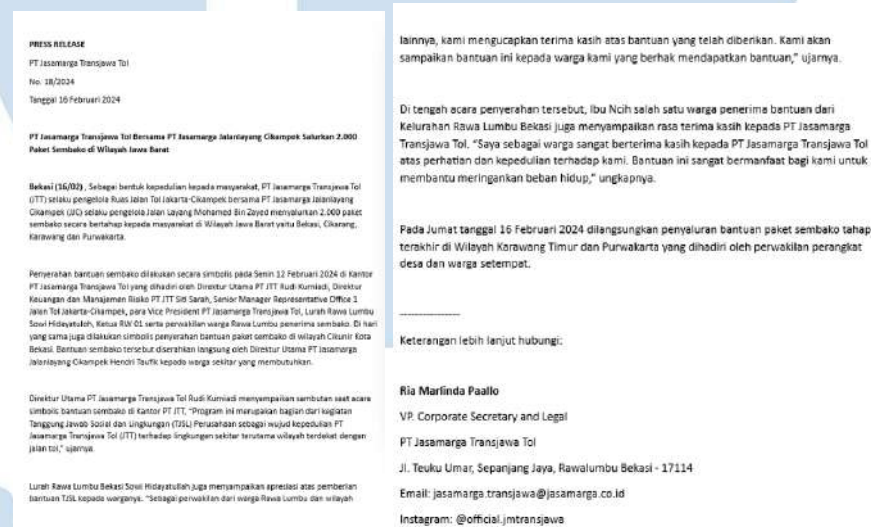 PRESS RELEASE
PT Jasamarga Transjawa Tol
No. 18/2024
Tanggal 16 Februari 2024
PT Jasamarga Transjawa Tol Bersama PT Jasamarga Jalanlayang Cikampek Salurkan 2.000
Paket Sembako di Wilayah Jawa Barat
Bekasi (16/02), Sebagai bentuk kepedulian kepada masyarakat, PT Jasamarga Transjawa Tol
(JTT) selaku pengelola Ruas Jalan Tol Jakarta-Cikampek bersama PT Jasamarga Jalanlayang
Cikampek (JJC) selaku pengelola Jalan Layang Mohamed Bin Zayed menyalurkan 2.000 paket
sembako secara bertahap kepada masyarakat di Wilayah Jawa Barat yaitu Bekasi, Cikarang,
Karawang dan Purwakarta.
Penyerahan bantuan sembako dilakukan secara simbolis pada Senin 12 Februari 2024 di Kantor
PT Jasamarga Transjawa Tol yang dihadiri oleh Direktur Utama PT JTT Rudi Kurniadi, Direktur
Keuangan dan Manajemen Risiko PT JTT Siti Sarah, Senior Manager Representative Office 1
Jalan Tol Jakarta-Cikampek, para Vice President PT Jasamarga Transjawa Tol, Lurah Rawa Lumbu
Sowi Hidayatuloh, Ketua RW 01 serta perwakilan warga Rawa Lumbu penerima sembako. Di hari
yang sama juga dilakukan simbolis penyerahan bantuan paket sembako di wilayah Cikunir Kota
Bekasi. Bantuan sembako tersebut diserahkan langsung oleh Direktur Utama PT Jasamarga
Jalanlayang Cikampek Hendri Taufik kepada warga sekitar yang membutuhkan.
Direktur Utama PT Jasamarga Transjawa Tol Rudi Kurniadi menyampaikan sambutan saat acara
simbolis bantuan sembako di Kantor PT JTT, "Program ini merupakan bagian dari kegiatan
Tanggung Jawab Sosial dan Lingkungan (TJSL) Perusahaan sebagai wujud kepedulian PT
Jasamarga Transjawa Tol (JTT) terhadap lingkungan sekitar terutama wilayah terdekat dengan
jalan tol," ujarnya.
Lurah Rawa Lumbu Bekasi Sowi Hidayatullah juga menyampaikan apresiasi atas pemberian
bantuan TJSL kepada warganya. "Sebagai perwakilan dari warga Rawa Lumbu dan wilayah
lainnya, kami mengucapkan terima kasih atas bantuan yang telah diberikan. Kami akan
sampaikan bantuan ini kepada warga kami yang berhak mendapatkan bantuan," ujarnya.
Di tengah acara penyerahan tersebut, Ibu Ncih salah satu warga penerima bantuan dari
Kelurahan Rawa Lumbu Bekasi juga menyampaikan rasa terima kasih kepada PT Jasamarga
Transjawa Tol. "Saya sebagai warga sangat berterima kasih kepada PT Jasamarga Transjawa Tol
atas perhatian dan kepedulian terhadap kami. Bantuan ini sangat bermanfaat bagi kami untuk
membantu meringankan beban hidup," ungkapnya.
Pada Jumat tanggal 16 Februari 2024 dilangsungkan penyaluran bantuan paket sembako tahap
terakhir di Wilayah Karawang Timur dan Purwakarta yang dihadiri oleh perwakilan perangkat
desa dan warga setempat.
----------------
Keterangan lebih lanjut hubungi:
Ria Marlinda Paallo
VP. Corporate Secretary and Legal
PT Jasamarga Transjawa Tol
Jl. Teuku Umar, Sepanjang Jaya, Rawalumbu Bekasi - 17114
Email: jasamarga.transjawa@jasamarga.co.id
Instagram: @official.jmtransjawa